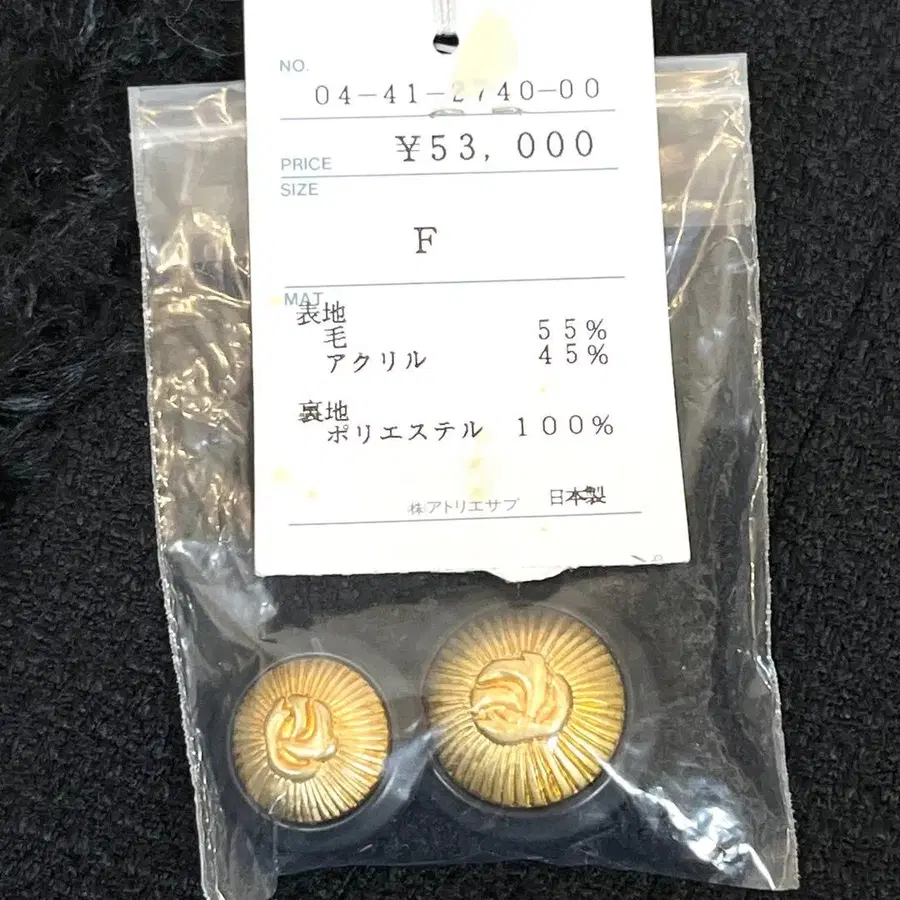 NO.
04-41-2740-00
PRICE ¥53,000
SIZE
F
MAT
表地
毛 55%
アクリル 45%
裏地
ポリエステル 100%
㈱アトリエサブ 日本製